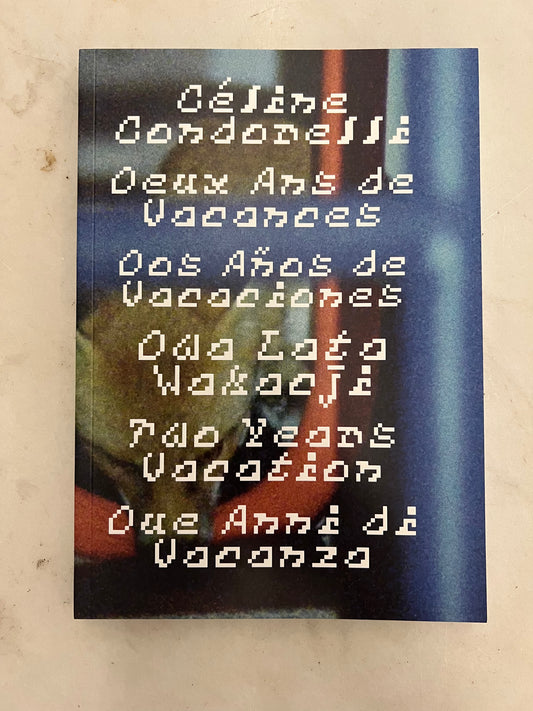 Céline
Condorelli
Deux Ans de
Vacances
Dos Años de
Vacaciones
Dwa Lata
Wakacji
Two Years
Vacation
Due Anni di
Vacanza